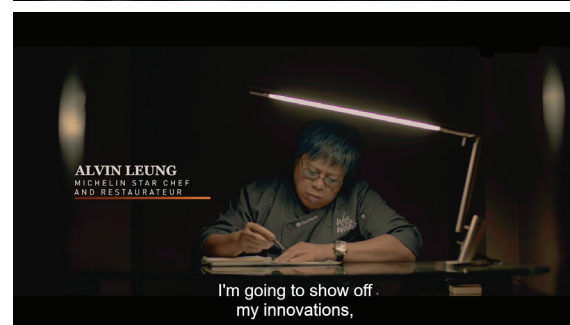 ALVIN LEUNG
MICHELIN STAR CHEF
AND RESTAURATEUR
I'm going to show off
my innovations,